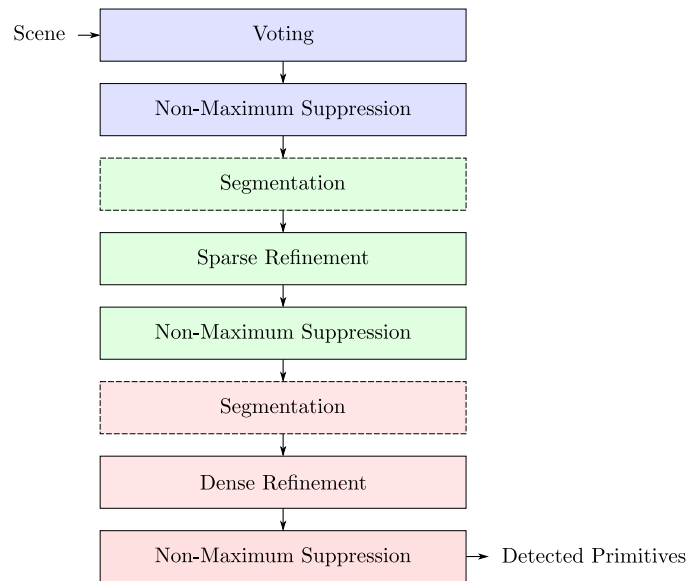 Scene
Voting
Non-Maximum Suppression
Segmentation
Sparse Refinement
Non-Maximum Suppression
Segmentation
Dense Refinement
Non-Maximum Suppression
Detected Primitives